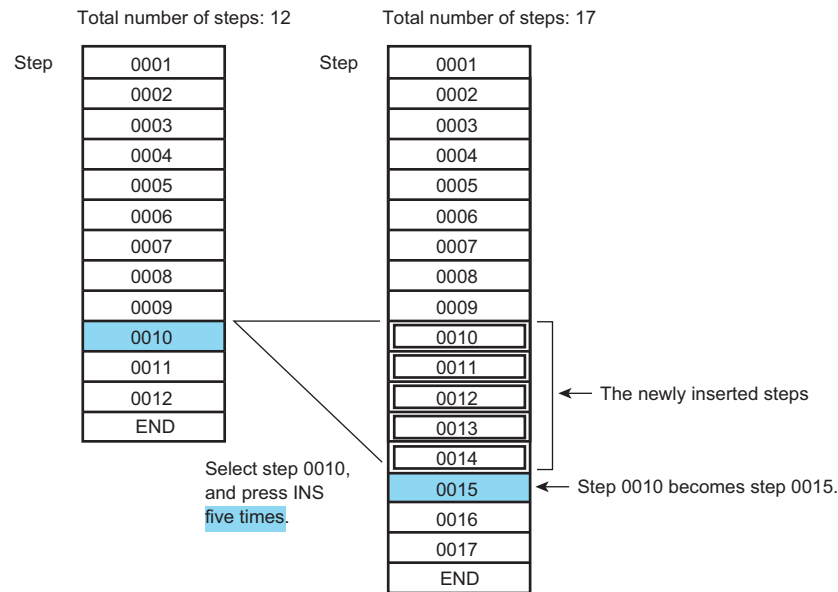 Total number of steps: 12
Step
0001
0002
0003
0004
0005
0006
0007
0008
0009
0010
0011
0012
END
Select step 0010,
and press INS
five times.
Total number of steps: 17
Step
0001
0002
0003
0004
0005
0006
0007
0008
0009
0010
0011
0012
0013
0014
0015
0016
0017
END
The newly inserted steps
Step 0010 becomes step 0015.